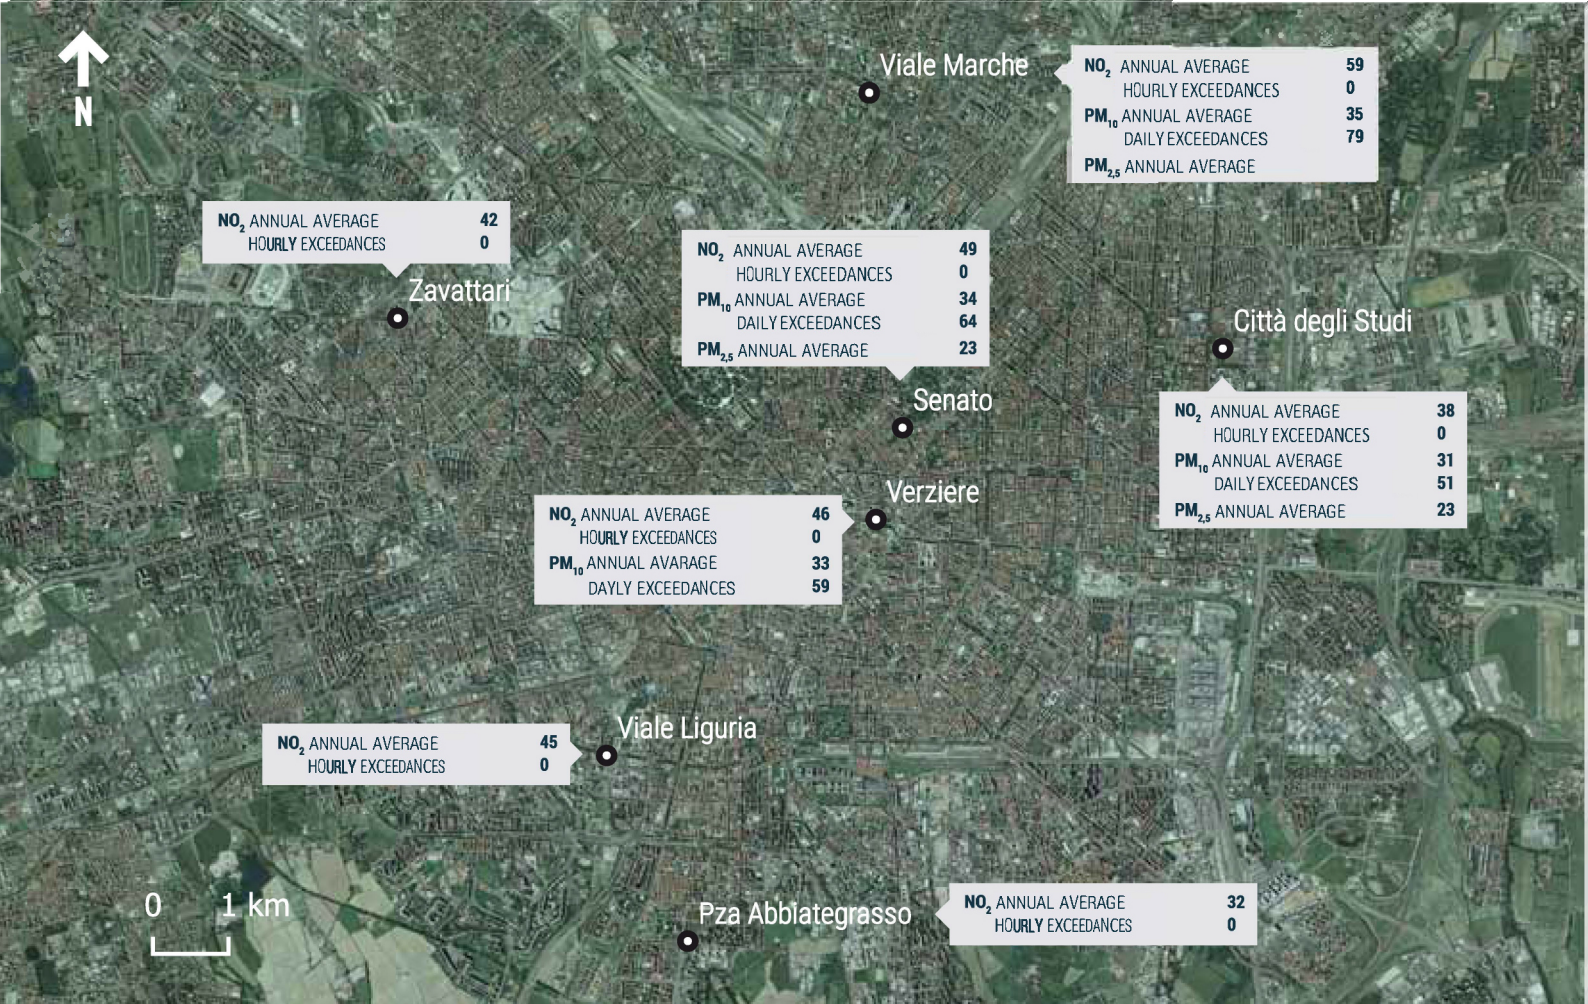 N
Viale Marche
NO2 ANNUAL AVERAGE 59
HOURLY EXCEEDANCES 0
PM10 ANNUAL AVERAGE 35
DAILY EXCEEDANCES 79
PM2,5 ANNUAL AVERAGE
NO2 ANNUAL AVERAGE 42
HOURLY EXCEEDANCES 0
Zavattari
NO2 ANNUAL AVERAGE 49
HOURLY EXCEEDANCES 0
PM10 ANNUAL AVERAGE 34
DAILY EXCEEDANCES 64
PM2,5 ANNUAL AVERAGE 23
Senato
Città degli Studi
NO2 ANNUAL AVERAGE 38
HOURLY EXCEEDANCES 0
PM10 ANNUAL AVERAGE 31
DAILY EXCEEDANCES 51
PM2,5 ANNUAL AVERAGE 23
Verziere
NO2 ANNUAL AVERAGE 46
HOURLY EXCEEDANCES 0
PM10 ANNUAL AVARAGE 33
DAYLY EXCEEDANCES 59
Viale Liguria
NO2 ANNUAL AVERAGE 45
HOURLY EXCEEDANCES 0
Pza Abbiategrasso
NO2 ANNUAL AVERAGE 32
HOURLY EXCEEDANCES 0
0 1 km